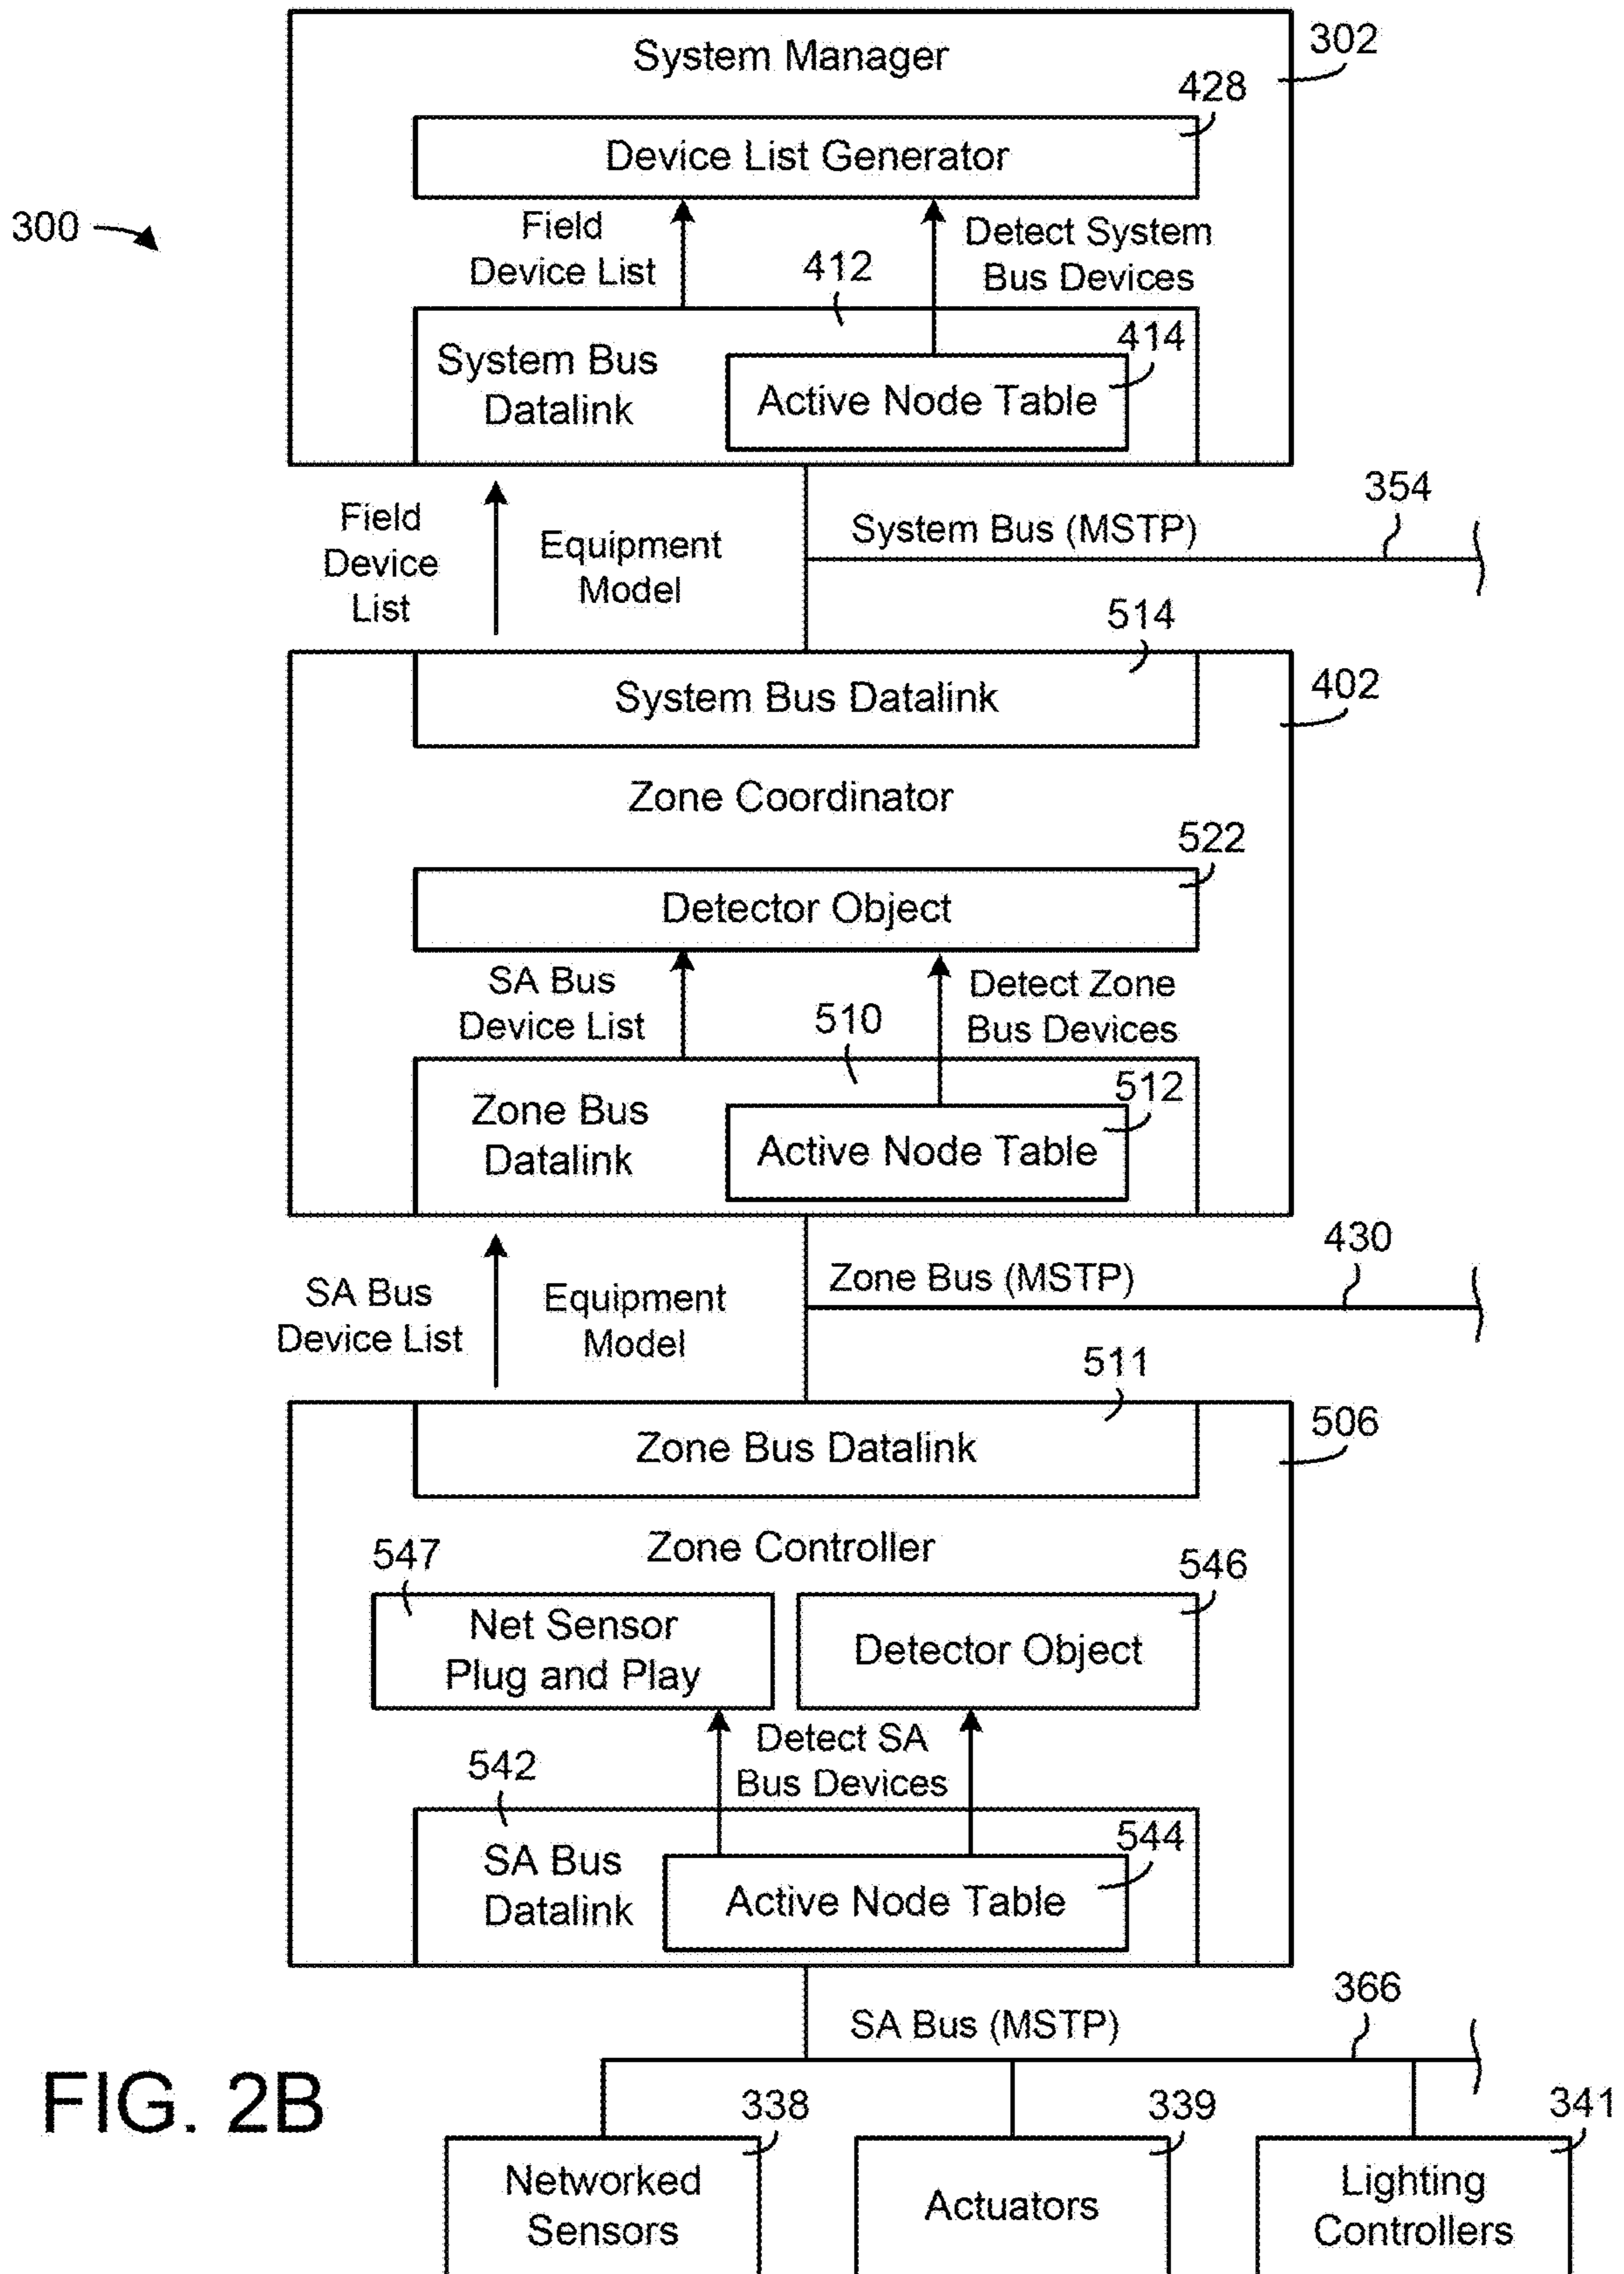 System Manager
302
428
Device List Generator
300
Field
Device List
412
Detect System
Bus Devices
System Bus
Datalink
414
Active Node Table
Field
Device
List
Equipment
Model
System Bus (MSTP)
354
514
System Bus Datalink
402
Zone Coordinator
522
Detector Object
SA Bus
Device List
510
Detect Zone
Bus Devices
Zone Bus
Datalink
512
Active Node Table
SA Bus
Device List
Equipment
Model
Zone Bus (MSTP)
430
511
Zone Bus Datalink
506
Zone Controller
547
546
Net Sensor
Plug and Play
Detector Object
Detect SA
Bus Devices
542
SA Bus
Datalink
544
Active Node Table
SA Bus (MSTP)
366
FIG. 2B
338
339
341
Networked
Sensors
Actuators
Lighting
Controllers